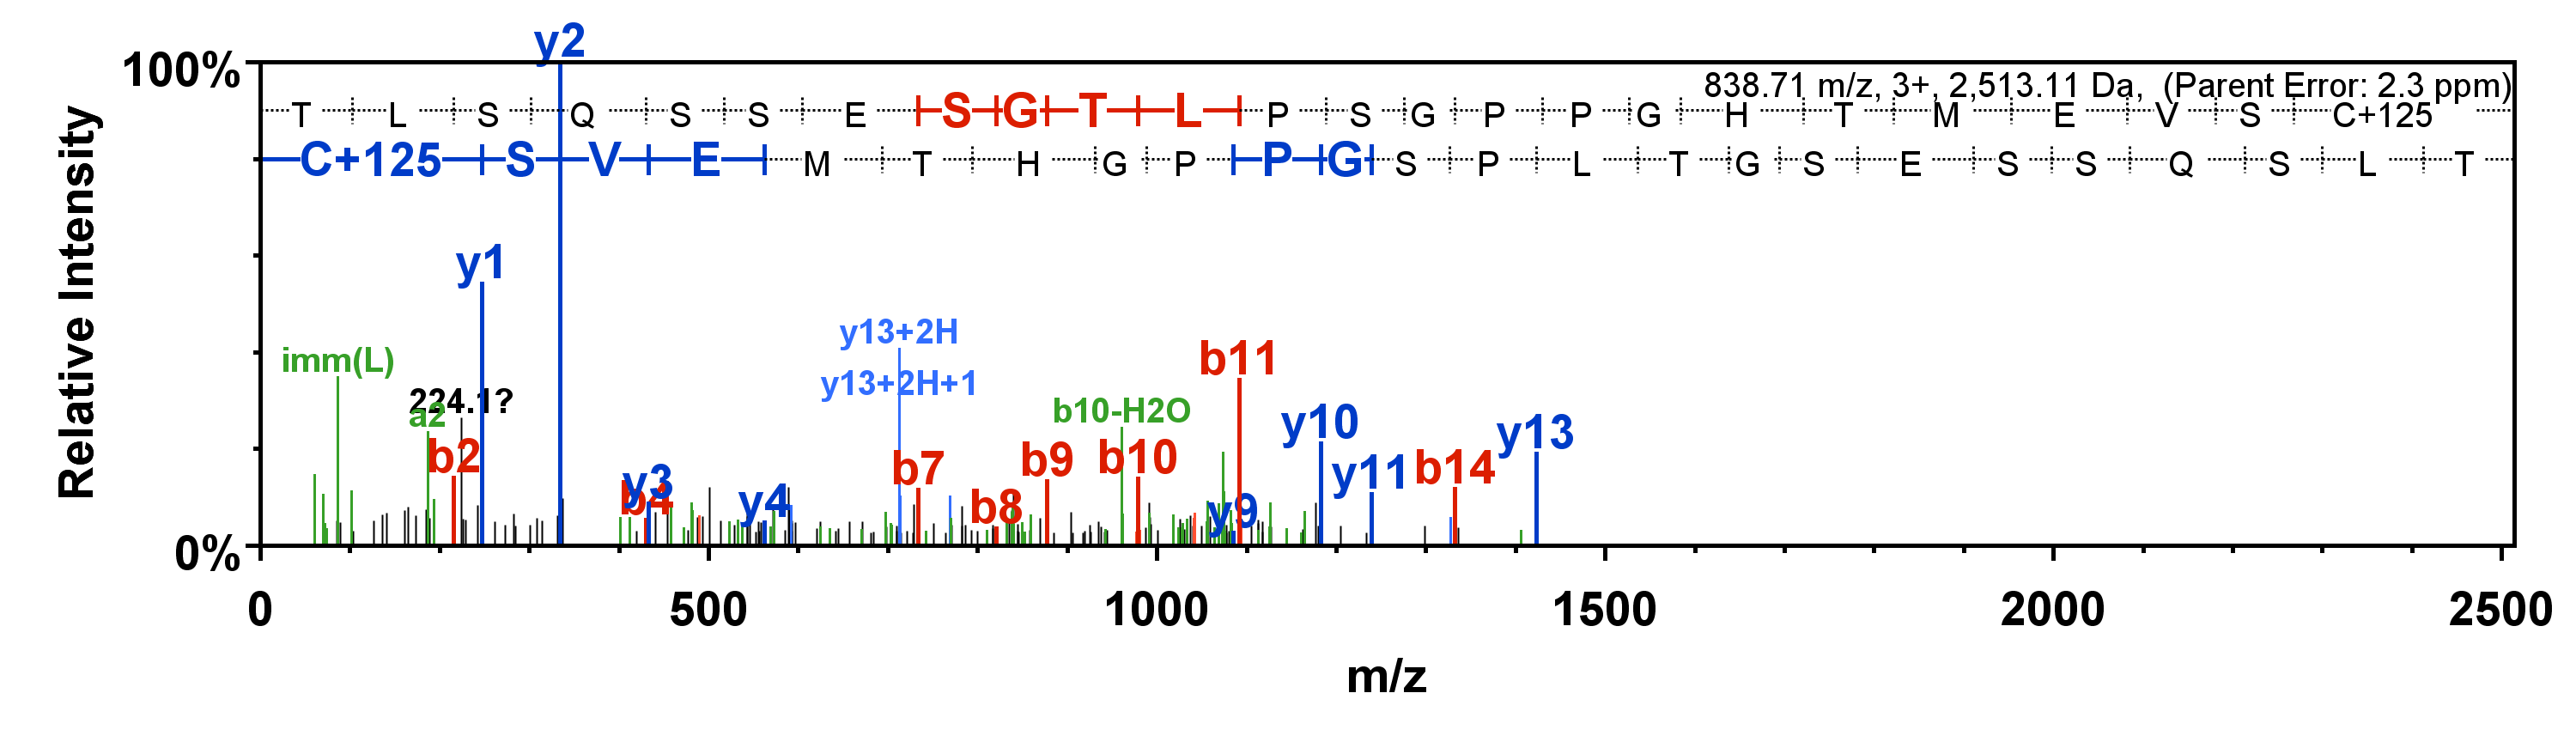 y2
100%
838.71 m/z, 3+, 2,513.11 Da, (Parent Error: 2.3 ppm)
T L S Q S S E S G T L P S G P P G H T M E V S C+125
C+125 S V E M T H G P P G S P L T G S E S S Q S L T
Relative Intensity
y1
y13+2H
imm(L)
b11
y13+2H+1
224.1?
a2
b10-H2O
y10
y13
b2
b7
b9
b10
y11
b14
y3
b4
y4
b8
y9
0%
0 500 1000 1500 2000 2500
m/z